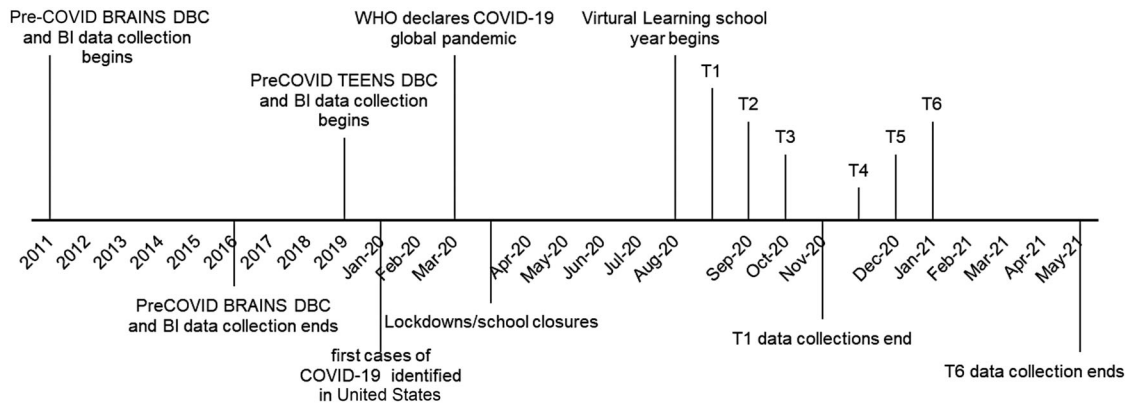 Pre-COVID BRAINS DBC
and BI data collection
begins
WHO declares COVID-19
global pandemic
Virtural Learning school
year begins
PreCOVID TEENS DBC
and BI data collection
begins
T1
T2
T3
T4
T5
T6
2011
2012
2013
2014
2015
2016
2017
2018
2019
Jan-20
Feb-20
Mar-20
Apr-20
May-20
Jun-20
Jul-20
Aug-20
Sep-20
Oct-20
Nov-20
Dec-20
Jan-21
Feb-21
Mar-21
Apr-21
May-21
PreCOVID BRAINS DBC
and BI data collection ends
Lockdowns/school closures
first cases of
COVID-19 identified
in United States
T1 data collections end
T6 data collection ends